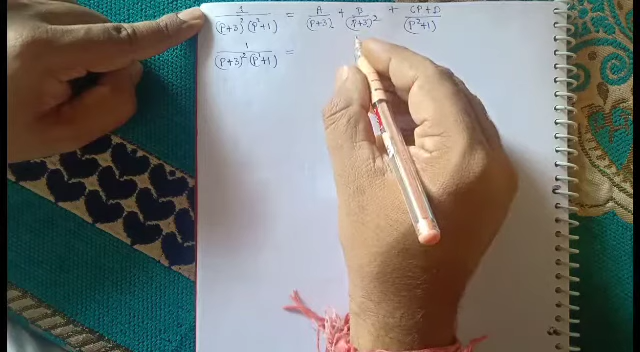 1/((P+3)²(P²+1)) = A/(P+3) + B/(P+3)² + (CP+D)/(P²+1)
1/((P+3)²(P²+1)) =